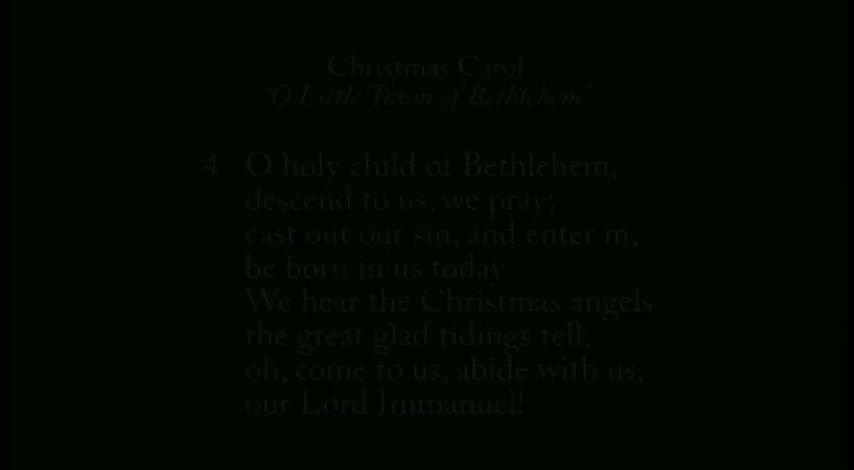 Christmas Carol
"O Little Town of Bethlehem"
4 O holy child of Bethlehem,
descend to us, we pray;
cast out our sin, and enter in,
be born in us today.
We hear the Christmas angels
the great glad tidings tell;
oh, come to us, abide with us,
our Lord Immanuel!